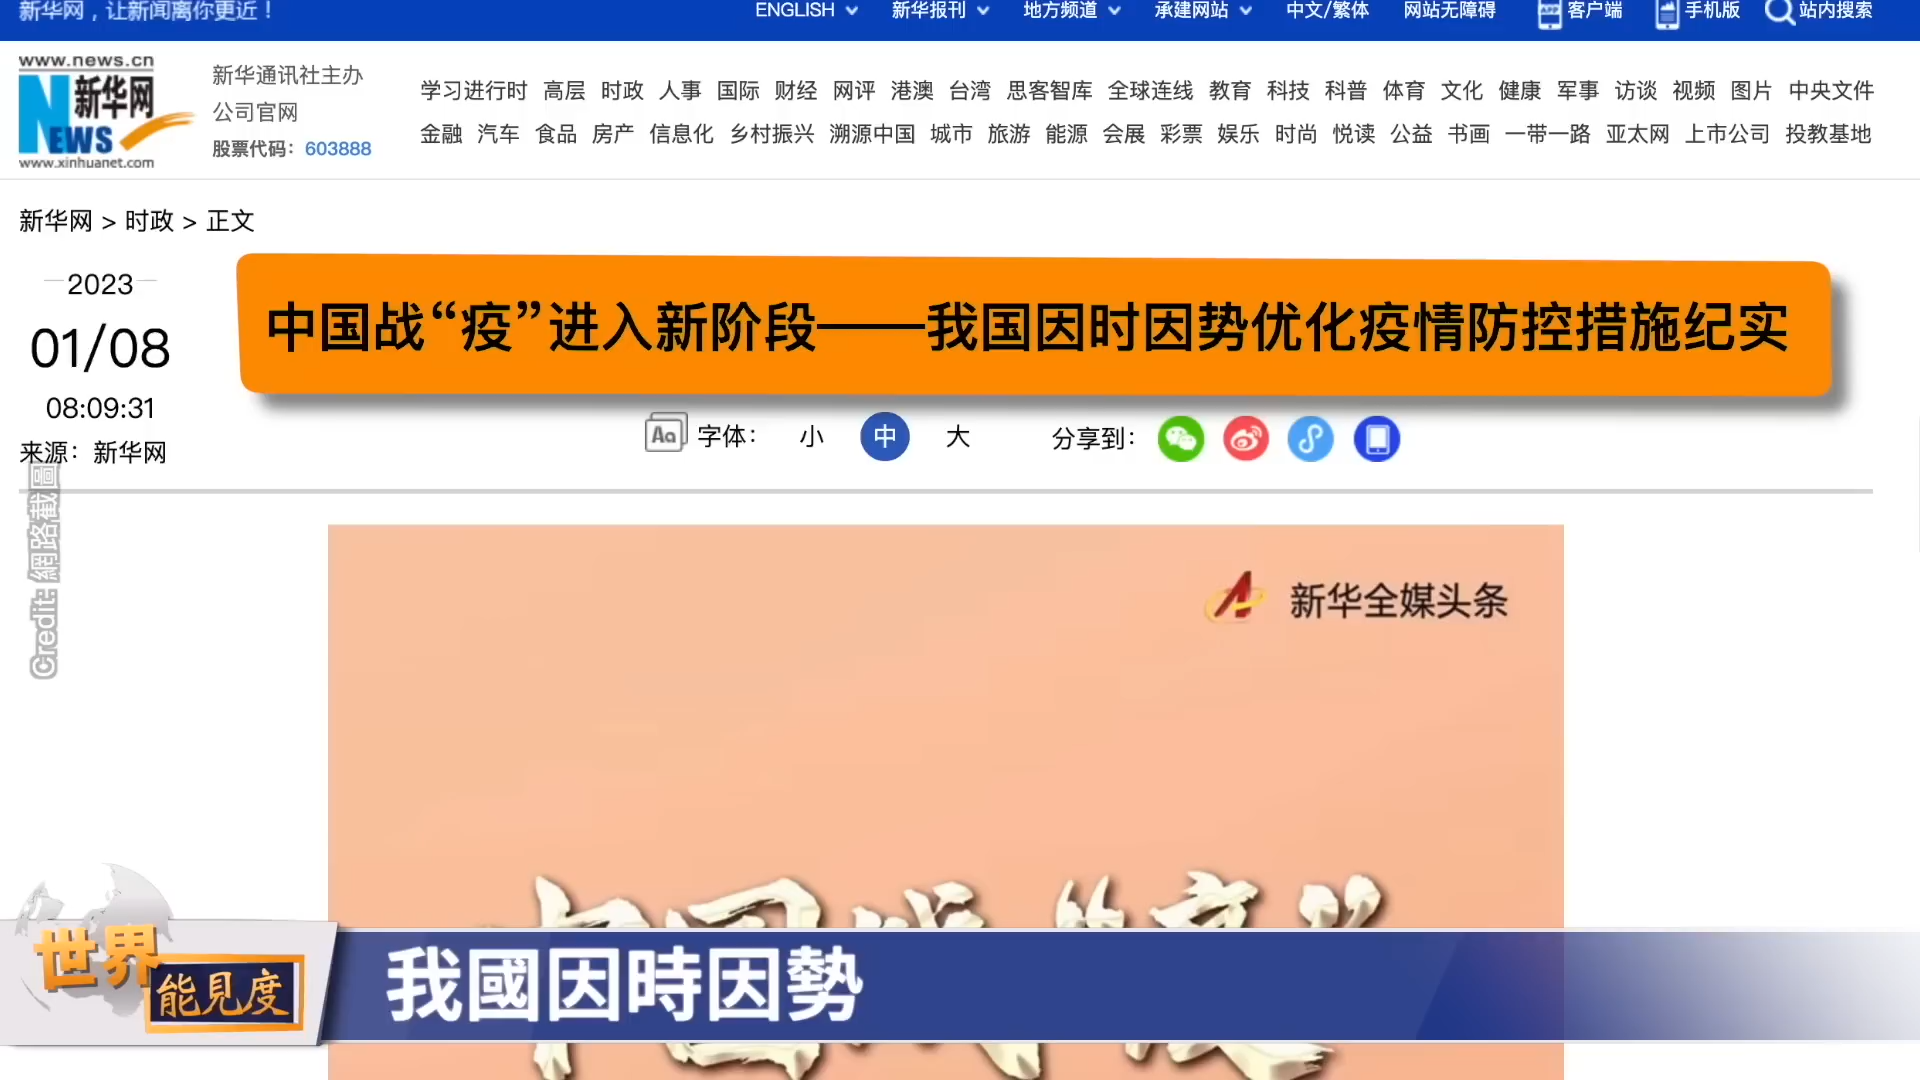 新华网，让新闻离你更近！
ENGLISH 新华报刊 地方频道 承建网站 中文/繁体 网站无障碍 客户端 手机版 站内搜索
www.news.cn
新华网
NEWS
www.xinhuanet.com
新华通讯社主办
公司官网
股票代码：603888
学习进行时 高层 时政 人事 国际 财经 网评 港澳 台湾 思客智库 全球连线 教育 科技 科普 体育 文化 健康 军事 访谈 视频 图片 中央文件
金融 汽车 食品 房产 信息化 乡村振兴 溯源中国 城市 旅游 能源 会展 彩票 娱乐 时尚 悦读 公益 书画 一带一路 亚太网 上市公司 投教基地
新华网 > 时政 > 正文
2023
01/08
08:09:31
来源：新华网
中国战“疫”进入新阶段——我国因时因势优化疫情防控措施纪实
Aa 字体： 小 中 大 分享到：
Credit: 網路截圖
新华全媒头条
中国战“疫”
世界
能見度
我國因時因勢